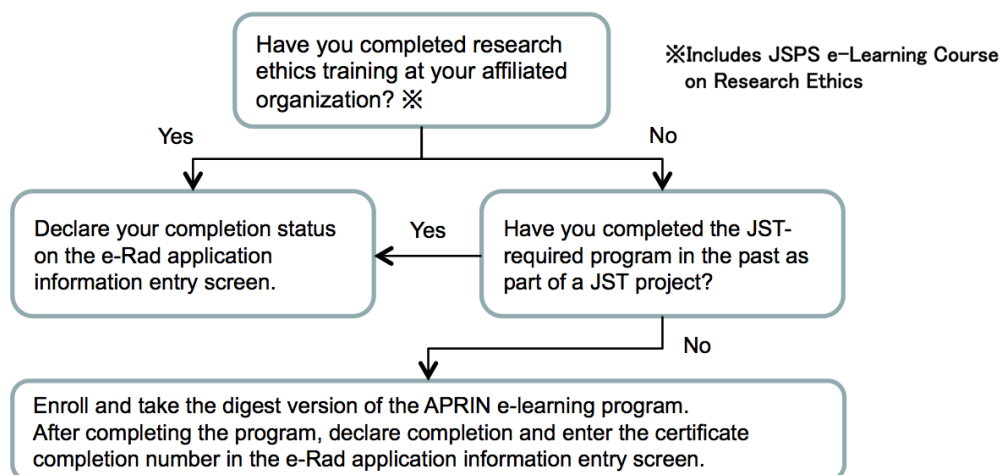 Have you completed research
ethics training at your affiliated
organization? ※
※Includes JSPS e-Learning Course
on Research Ethics
Yes
No
Declare your completion status
on the e-Rad application
information entry screen.
Yes
Have you completed the JST-
required program in the past as
part of a JST project?
No
Enroll and take the digest version of the APRIN e-learning program.
After completing the program, declare completion and enter the certificate
completion number in the e-Rad application information entry screen.